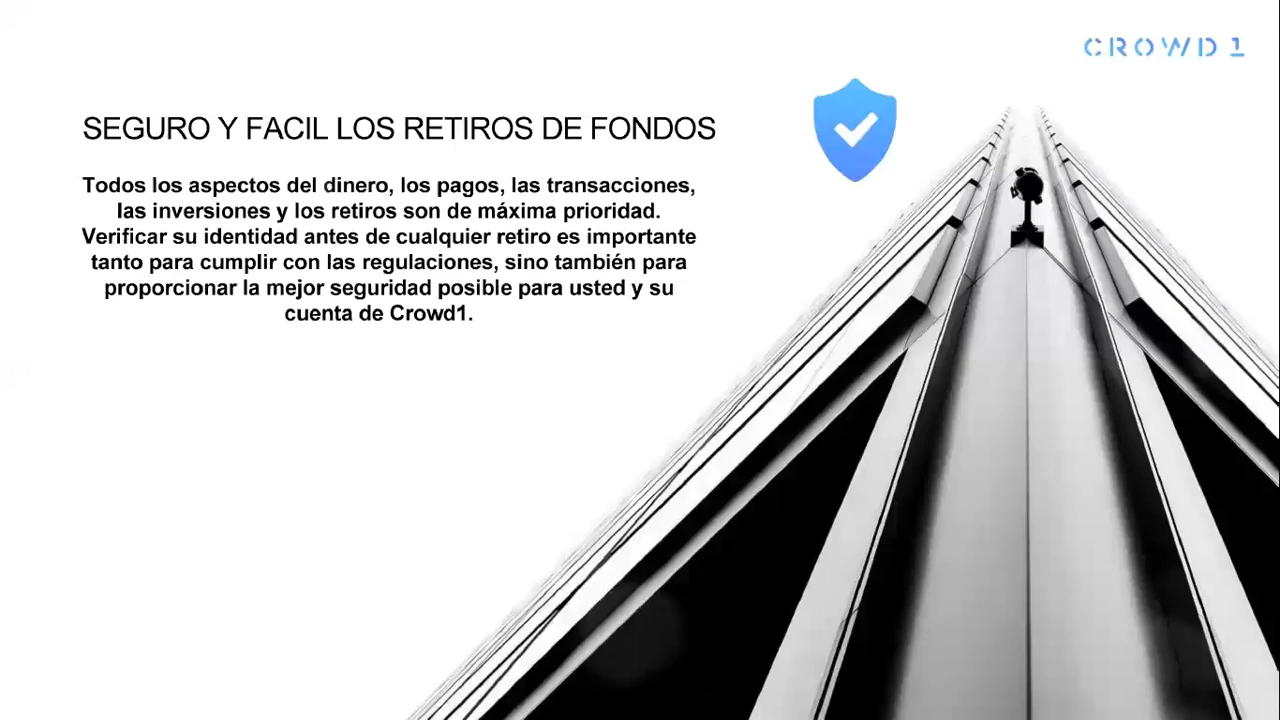 CROWD1
SEGURO Y FACIL LOS RETIROS DE FONDOS
Todos los aspectos del dinero, los pagos, las transacciones,
las inversiones y los retiros son de máxima prioridad.
Verificar su identidad antes de cualquier retiro es importante
tanto para cumplir con las regulaciones, sino también para
proporcionar la mejor seguridad posible para usted y su
cuenta de Crowd1.